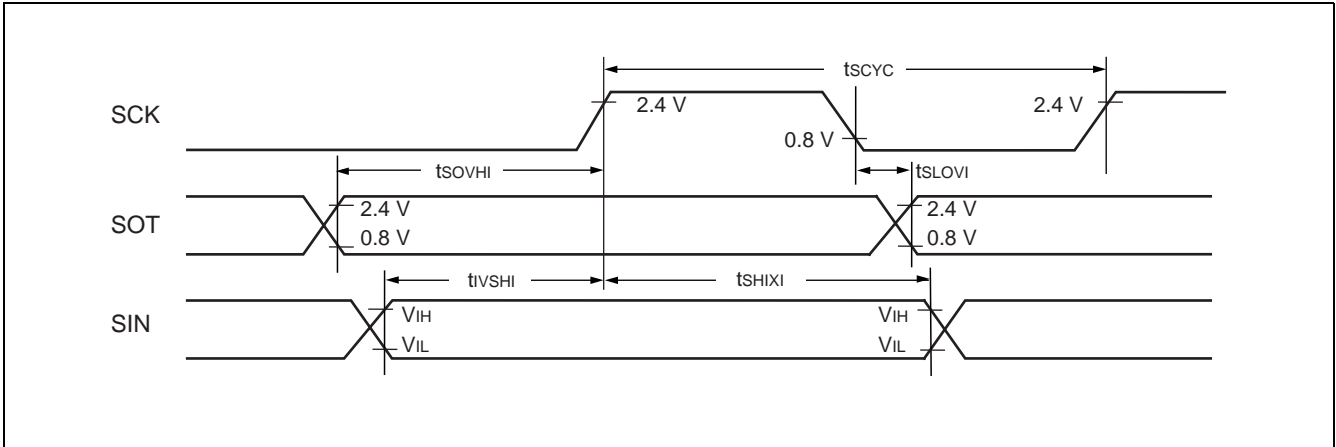 tSCYC
SCK
2.4 V
2.4 V
0.8 V
tSOVHI
tSLOVI
SOT
2.4 V
2.4 V
0.8 V
0.8 V
tIVSHI
tSHIXI
SIN
VIH
VIH
VIL
VIL